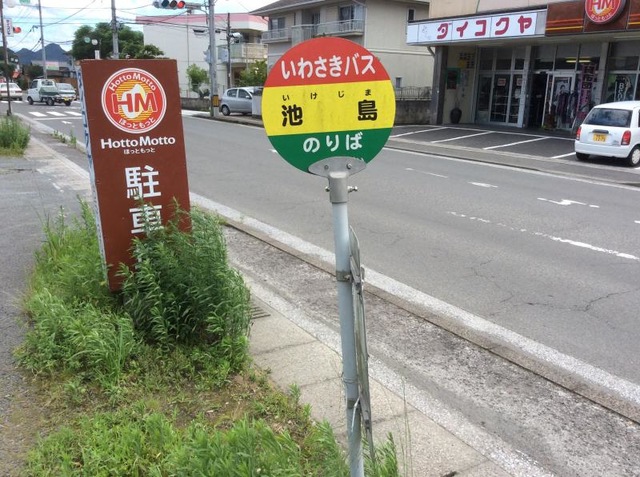 いわさきバス
いけじま
池島
のりば
HM
Hotto Motto
ほっともっと
駐車
タイコクヤ
HM